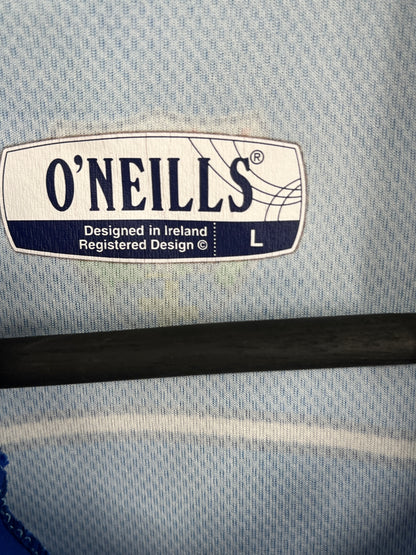 O'NEILLS®
Designed in Ireland
Registered Design ©
L